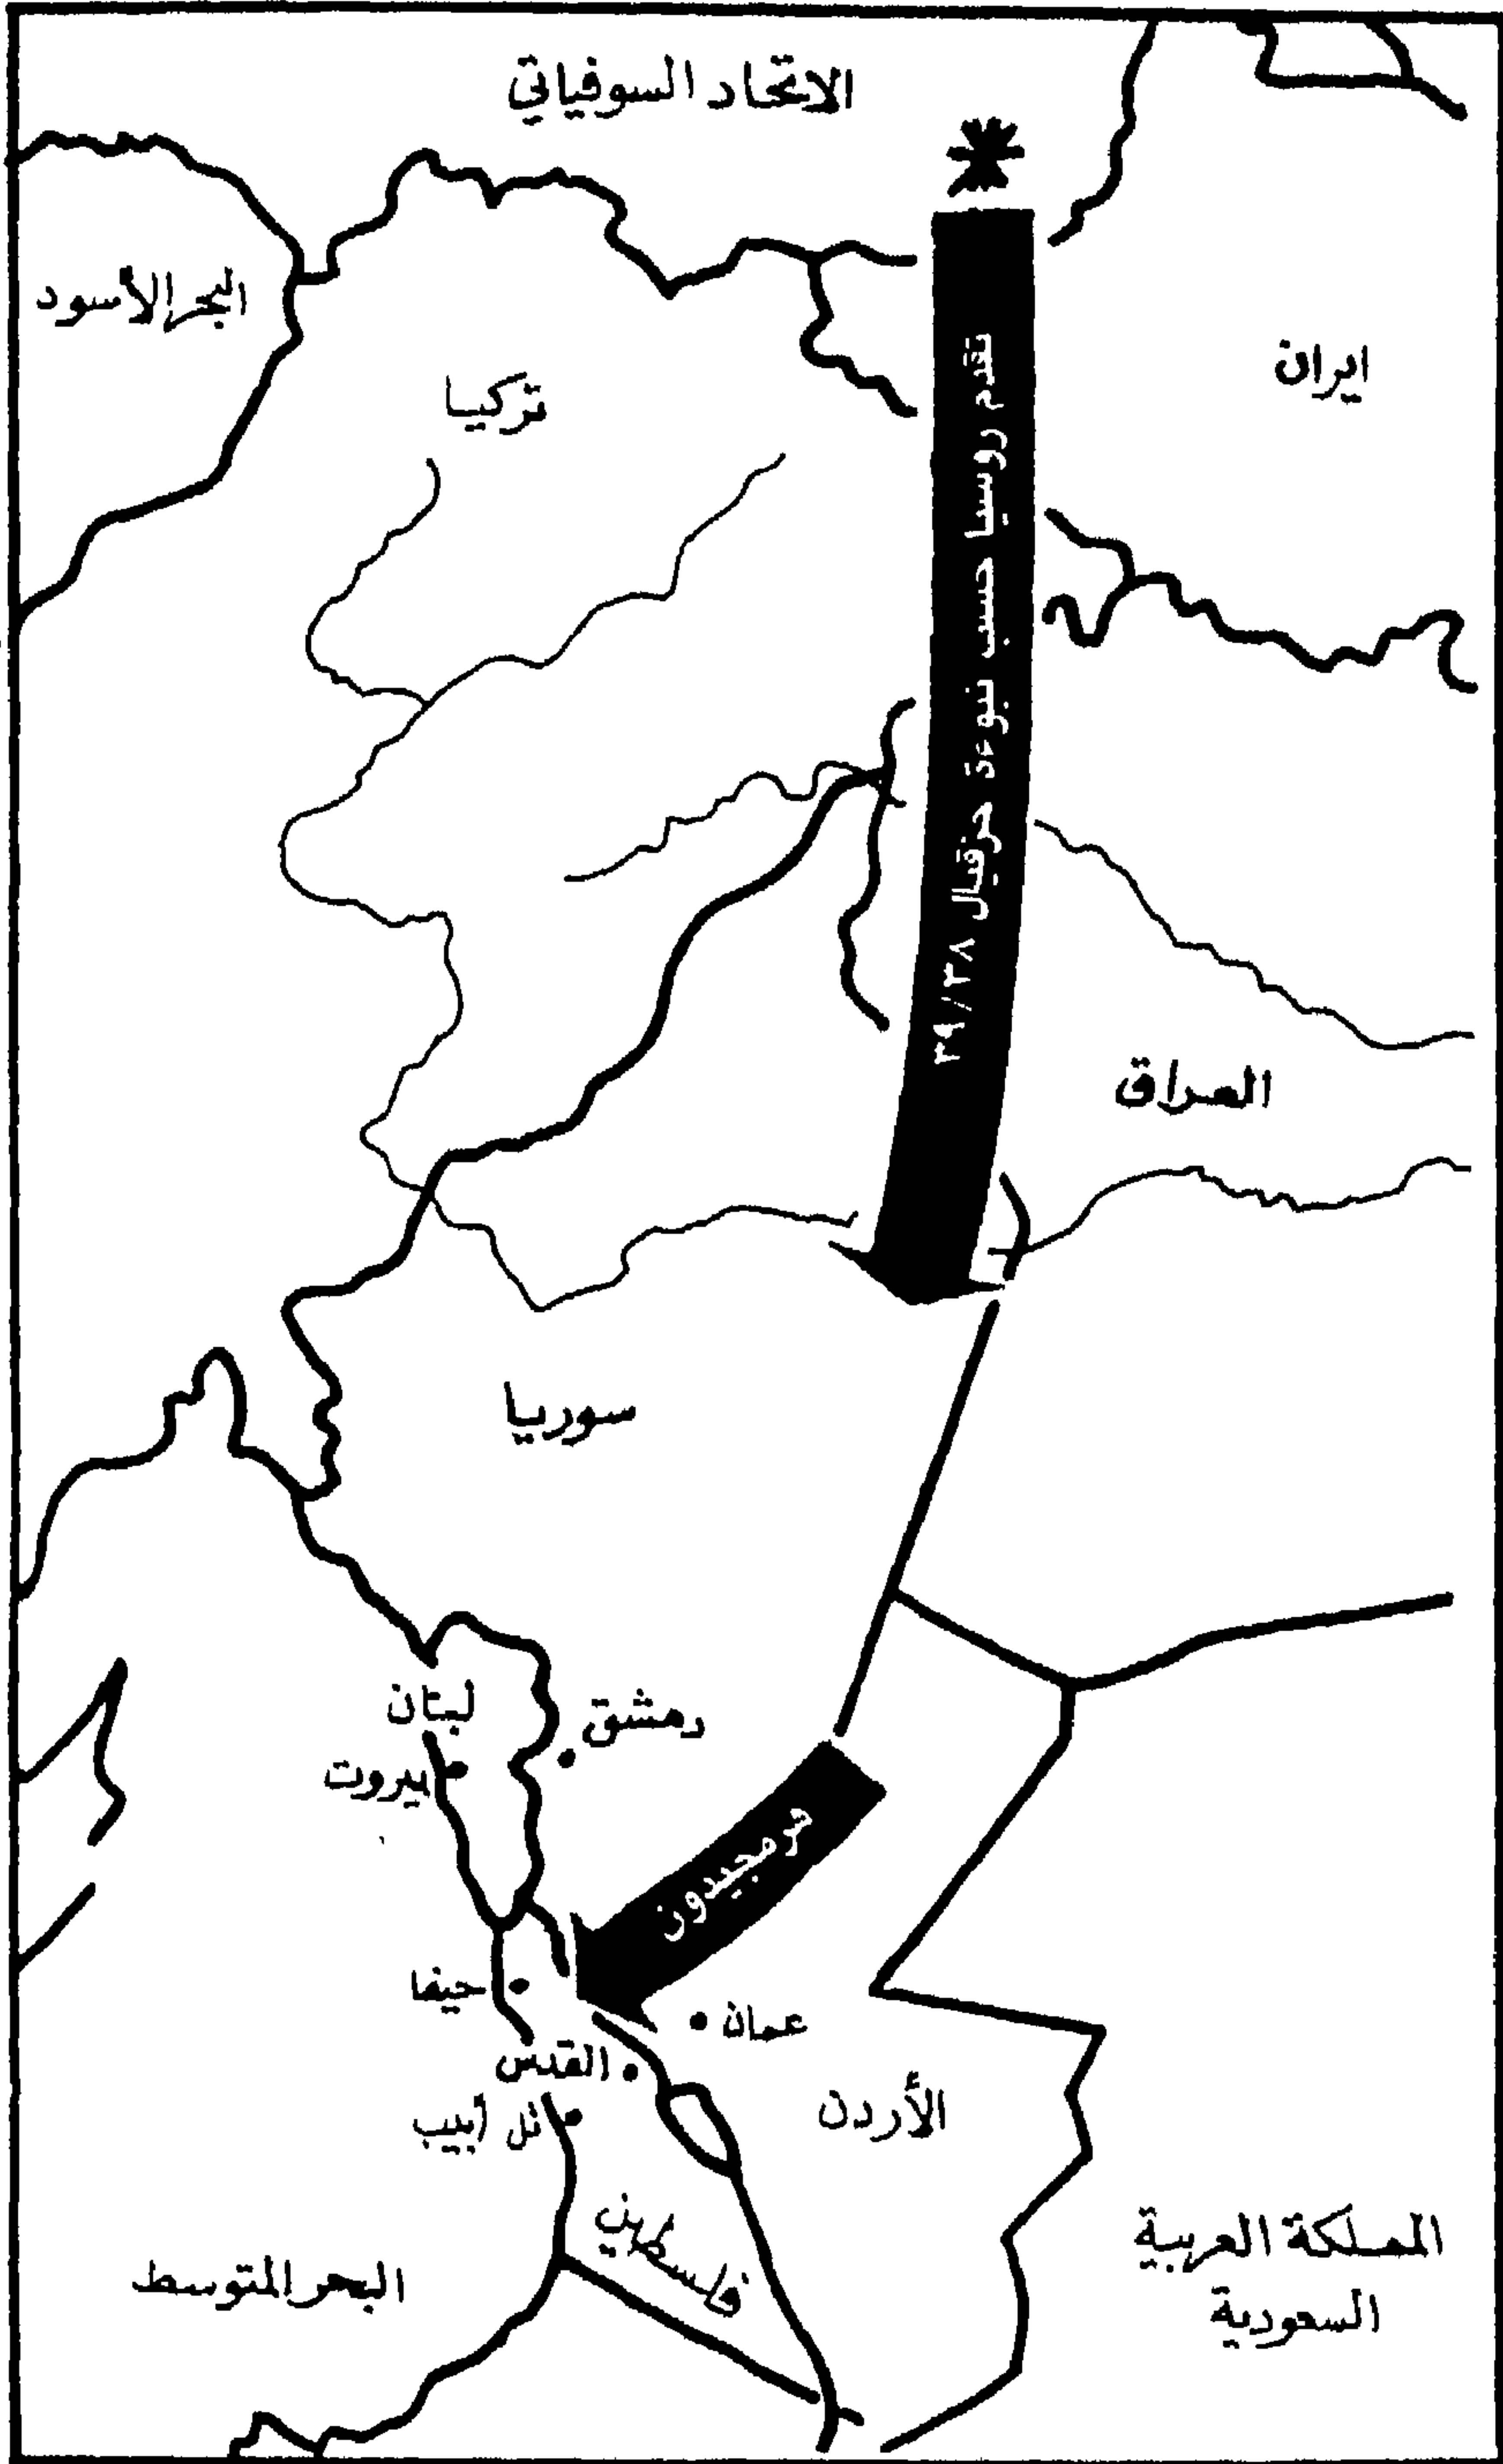 الاتحاد السوفياتي
البحر الأسود
تركيا
ايران
تقدم روسيا حسب نبوءة حزقيال ٣٩/٣٨
العراق
سوريا
لبنان
دمشق
بيروت
هرمجيدون
حيفا
عمان
القدس
تل أبيب
الأردن
فلسطين
المملكة العربية
السعودية
البحر المتوسط